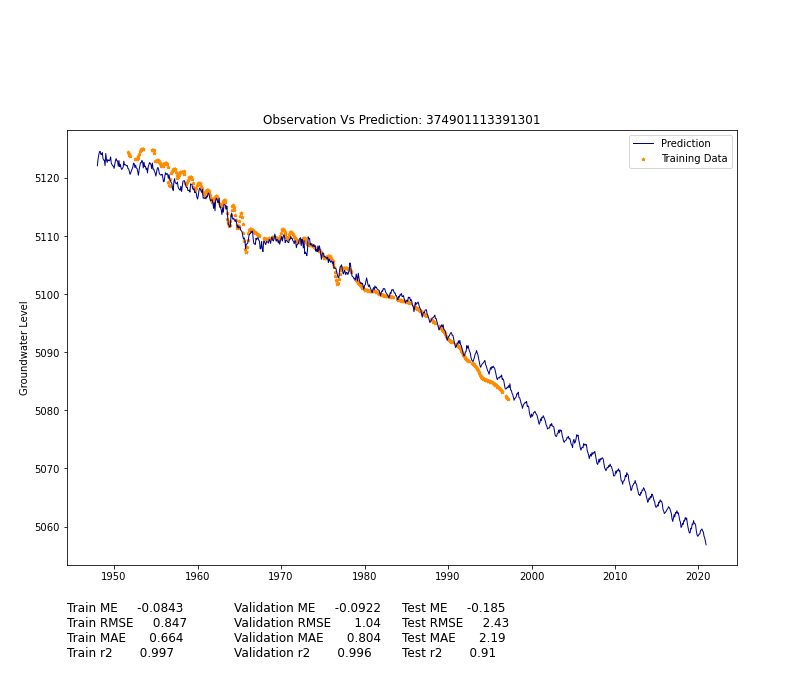 Observation Vs Prediction: 374901113391301
Prediction
Training Data
Groundwater Level
5120
5110
5100
5090
5080
5070
5060
1950 1960 1970 1980 1990 2000 2010 2020
Train ME -0.0843 Validation ME -0.0922 Test ME -0.185
Train RMSE 0.847 Validation RMSE 1.04 Test RMSE 2.43
Train MAE 0.664 Validation MAE 0.804 Test MAE 2.19
Train r2 0.997 Validation r2 0.996 Test r2 0.91